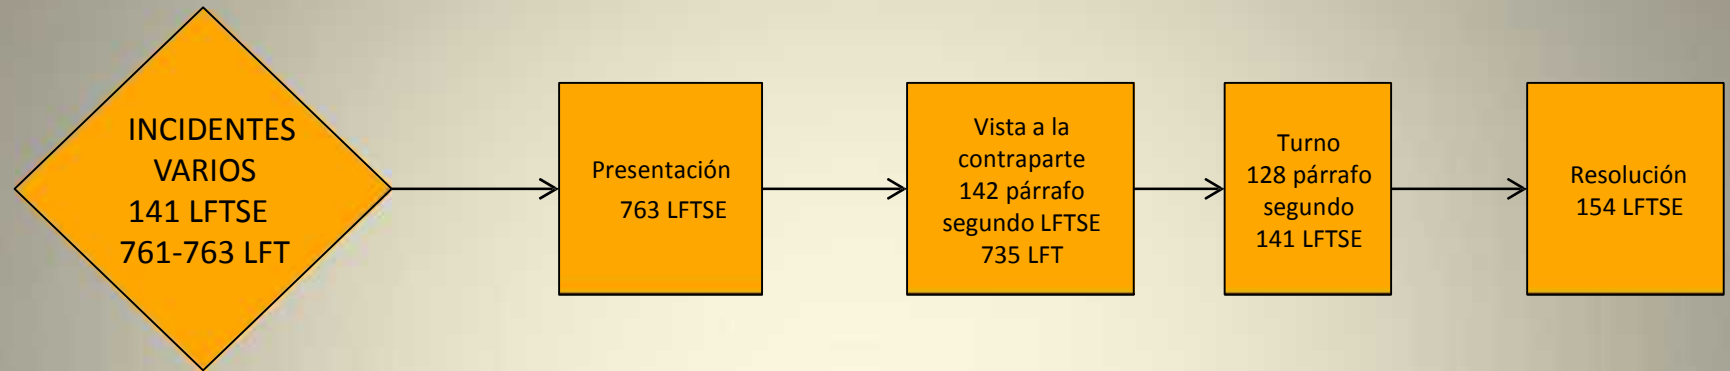 INCIDENTES
VARIOS
141 LFTSE
761-763 LFT
Presentación
763 LFTSE
Vista a la
contraparte
142 párrafo
segundo LFTSE
735 LFT
Turno
128 párrafo
segundo
141 LFTSE
Resolución
154 LFTSE